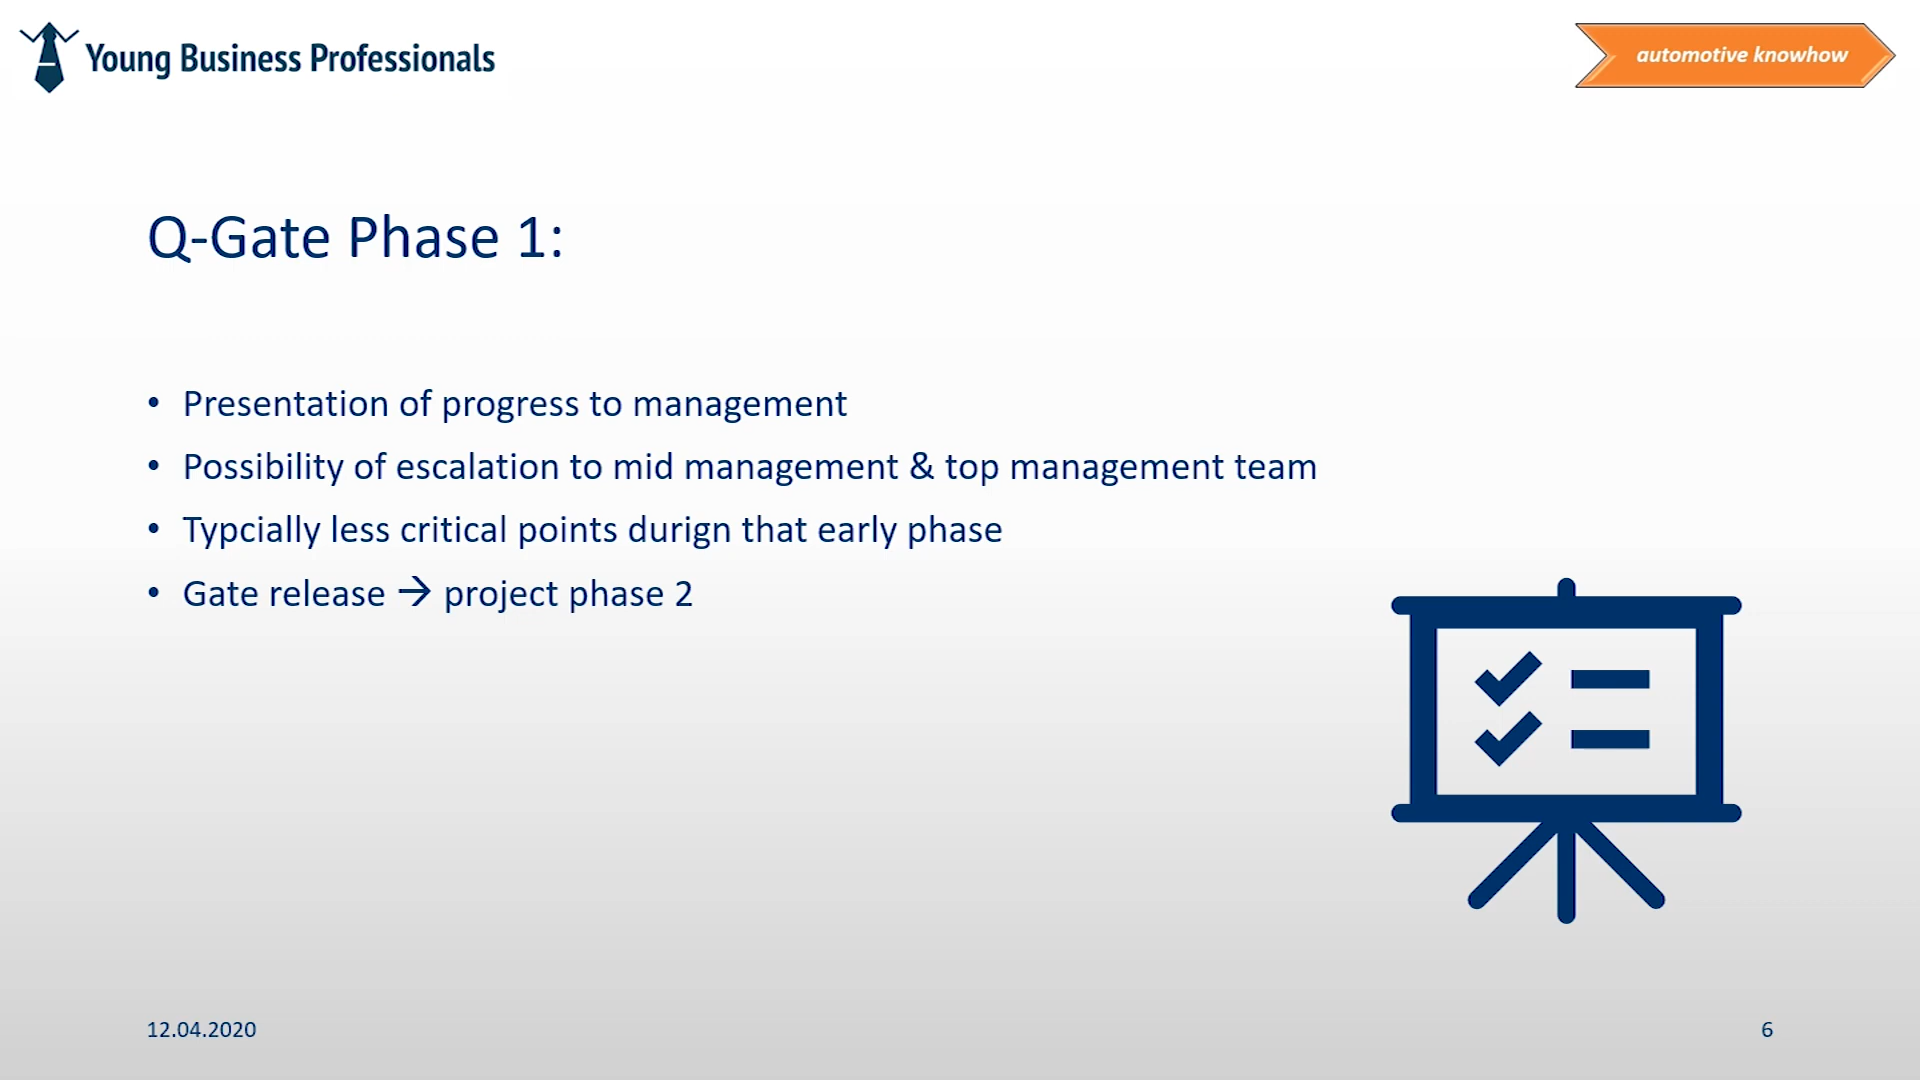 Young Business Professionals
automotive knowhow
Q-Gate Phase 1:
• Presentation of progress to management
• Possibility of escalation to mid management & top management team
• Typcially less critical points durign that early phase
• Gate release → project phase 2
12.04.2020
6